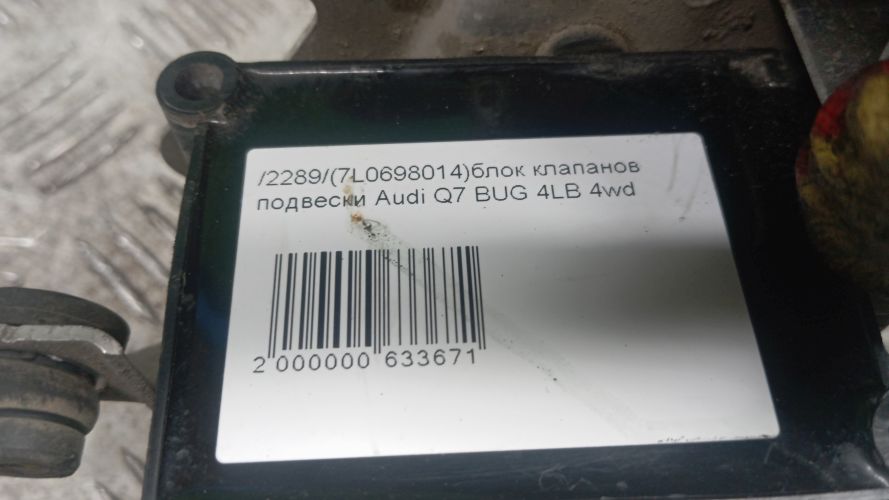 /2289/(7L0698014)блок клапанов
подвески Audi Q7 BUG 4LB 4wd
2 000000 633671